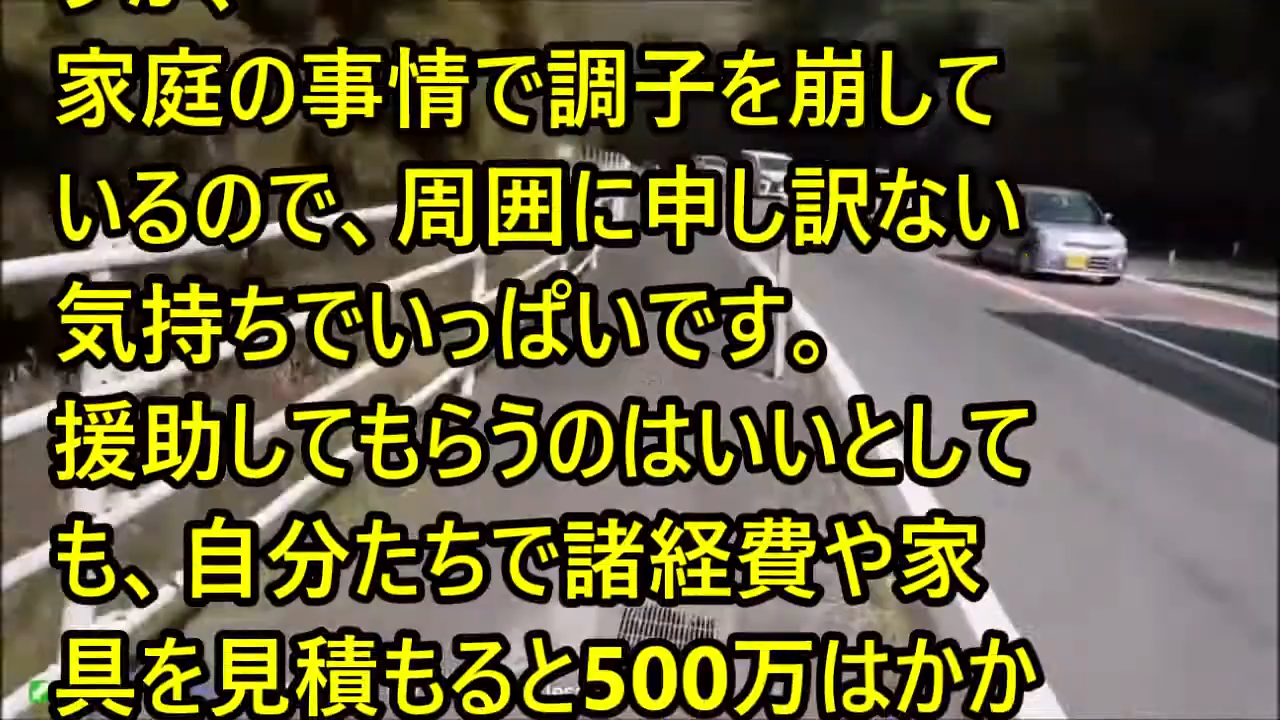 家庭の事情で調子を崩して
いるので、周囲に申し訳ない
気持ちでいっぱいです。
援助してもらうのはいいとして
も、自分たちで諸経費や家
具を見積もると500万はかか